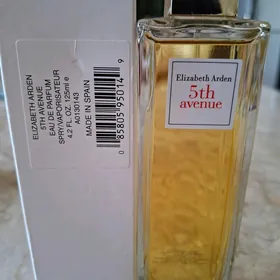 ELIZABETH ARDEN
5TH AVENUE
EAU DE PARFUM
SPRY/VAPORISATEUR
4.2 FL. OZ. 125ml e
A0130143
MADE IN SPAIN
0 85805 95014 9
Elizabeth Arden
5th
avenue